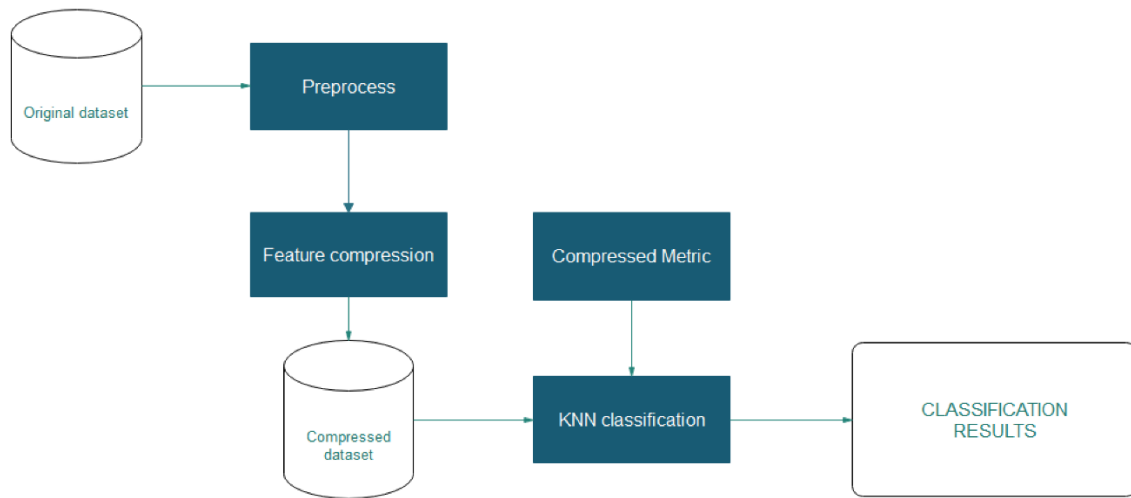 Original dataset
Preprocess
Feature compression
Compressed Metric
Compressed
dataset
KNN classification
CLASSIFICATION
RESULTS